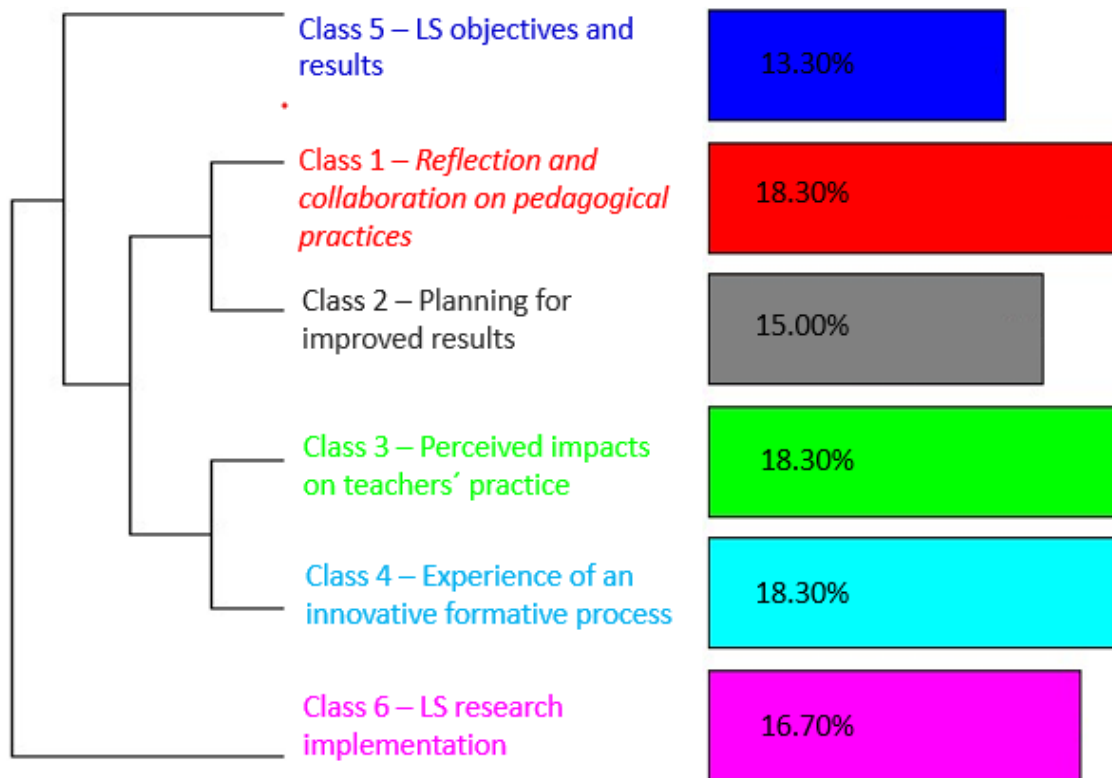 Class 5 – LS objectives and
results
13.30%
Class 1 – Reflection and
collaboration on pedagogical
practices
18.30%
Class 2 – Planning for
improved results
15.00%
Class 3 – Perceived impacts
on teachers´ practice
18.30%
Class 4 – Experience of an
innovative formative process
18.30%
Class 6 – LS research
implementation
16.70%